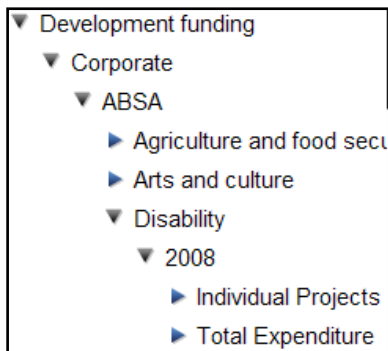 Development funding
Corporate
ABSA
Agriculture and food secu
Arts and culture
Disability
2008
Individual Projects
Total Expenditure